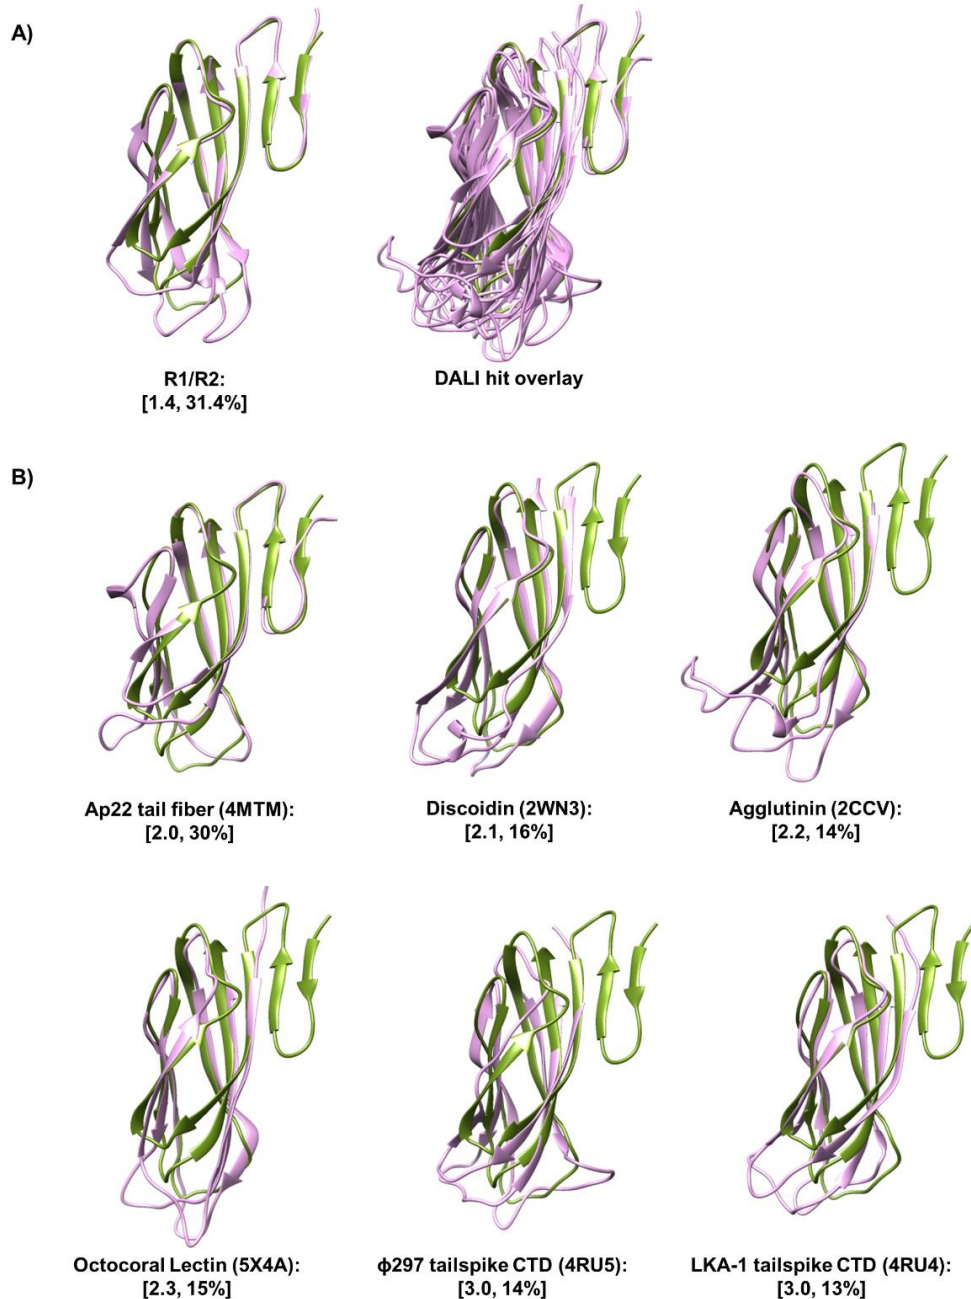 A)
R1/R2:
[1.4, 31.4%]
DALI hit overlay
B)
Ap22 tail fiber (4MTM):
[2.0, 30%]
Discoidin (2WN3):
[2.1, 16%]
Agglutinin (2CCV):
[2.2, 14%]
Octocoral Lectin (5X4A):
[2.3, 15%]
ϕ297 tailspike CTD (4RU5):
[3.0, 14%]
LKA-1 tailspike CTD (4RU4):
[3.0, 13%]